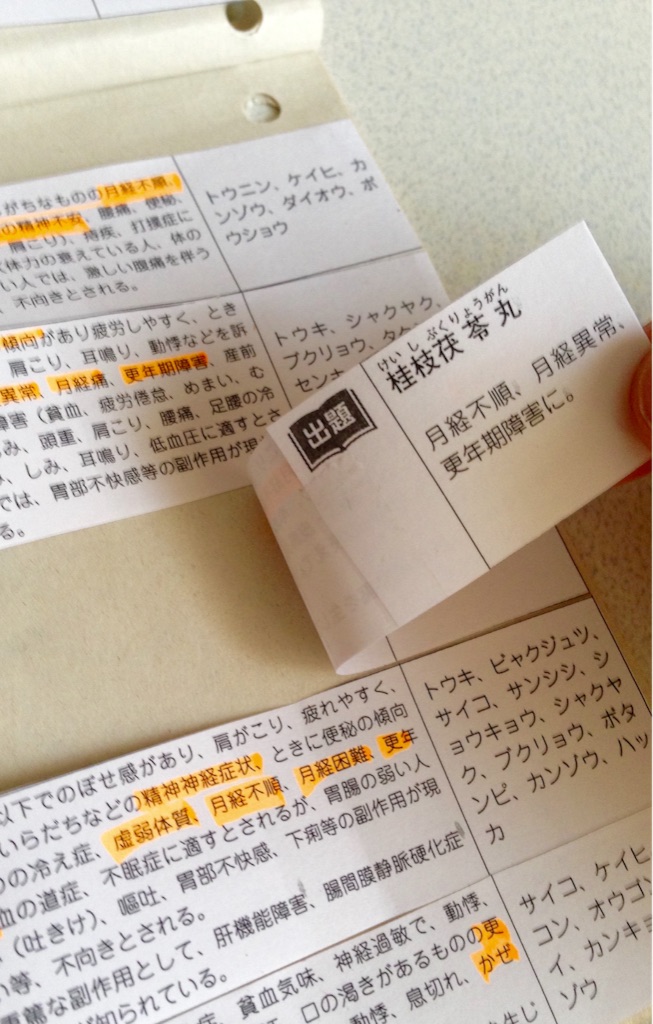 がちなものの月経不順、
の精神不安、腰痛、便秘、
肩こり)、痔疾、打撲症に
く体力の衰えている人、体の
い人では、激しい腹痛を伴う
、不向きとされる。
トウニン、ケイヒ、カ
ンゾウ、ダイオウ、ボ
ウショウ
傾向があり疲労しやすく、とき
、肩こり、耳鳴り、動悸などを訴
異常、月経痛、更年期障害、産前
障害(貧血、疲労倦怠、めまい、む
み、頭重、肩こり、腰痛、足腰の冷
、しみ、耳鳴り、低血圧に適すとさ
では、胃部不快感等の副作用が現
る。
トウキ、シャクヤク、
ブクリョウ、タク
センキ
けいしぶくりょうがん
桂枝茯苓丸
出題
月経不順、月経異常、
更年期障害に。
以下でのぼせ感があり、肩がこり、疲れやすく、
いらだちなどの精神神経症状、ときに便秘の傾向
の冷え症、虚弱体質、月経不順、月経困難、更年
血の道症、不眠症に適すとされるが、胃腸の弱い人
(吐きけ)、嘔吐、胃部不快感、下痢等の副作用が現
い等、不向きとされる。
な副作用として、肝機能障害、腸間膜静脈硬化症
が知られている。
トウキ、ビャクジュツ、
サイコ、サンシシ、シ
ョウキョウ、シャクヤ
ク、ブクリョウ、ボタ
ンピ、カンゾウ、ハッ
カ
症、貧血気味、神経過敏で、動悸、
口の渇きがあるものの更
動悸、息切れ、かぜ
生じ
サイコ、ケイヒ
コン、オウゴン
イ、カンキョ
ゾウ